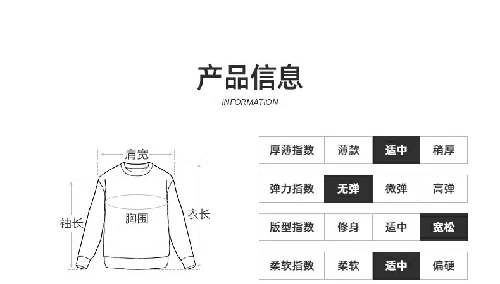 产品信息
INFORMATION
肩宽
袖长
胸围
衣长
厚薄指数 薄款 适中 稍厚
弹力指数 无弹 微弹 高弹
版型指数 修身 适中 宽松
柔软指数 柔软 适中 偏硬